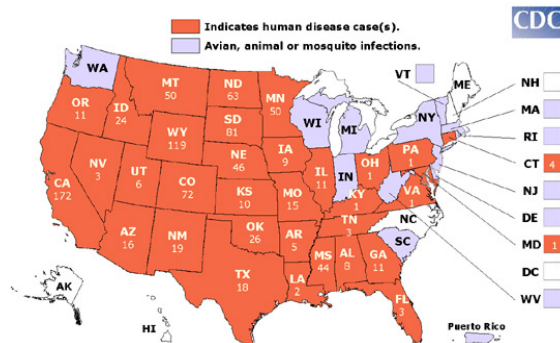 Indicates human disease case(s).
Avian, animal or mosquito infections.
CDC
WA
MT
50
ND
63
MN
50
VT
ME
NH
OR
11
ID
24
SD
81
WI
MI
NY
MA
WY
119
RI
NV
3
NE
46
IA
9
IL
11
IN
OH
1
PA
1
CT 4
CA
172
UT
6
CO
72
KS
10
MO
15
KY
1
VA
1
NJ
DE
AZ
16
NM
19
OK
26
AR
5
TN
3
NC
MD 1
SC
DC
TX
18
MS
44
AL
8
GA
11
WV
LA
2
AK
FL
3
HI
Puerto Rico